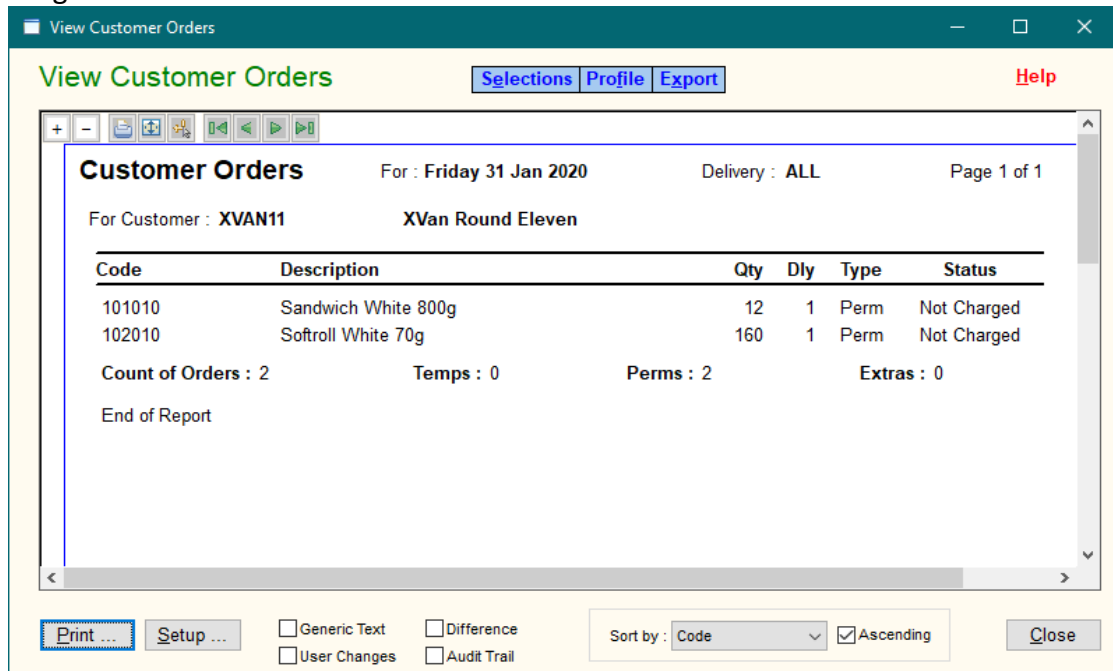 View Customer Orders
View Customer Orders Selections Profile Export Help
+ -
Customer Orders For : Friday 31 Jan 2020 Delivery : ALL Page 1 of 1
For Customer : XVAN11 XVan Round Eleven
Code Description Qty Dly Type Status
101010 Sandwich White 800g 12 1 Perm Not Charged
102010 Softroll White 70g 160 1 Perm Not Charged
Count of Orders : 2 Temps : 0 Perms : 2 Extras : 0
End of Report
Print ... Setup ... Generic Text Difference Sort by : Code Ascending Close
User Changes Audit Trail